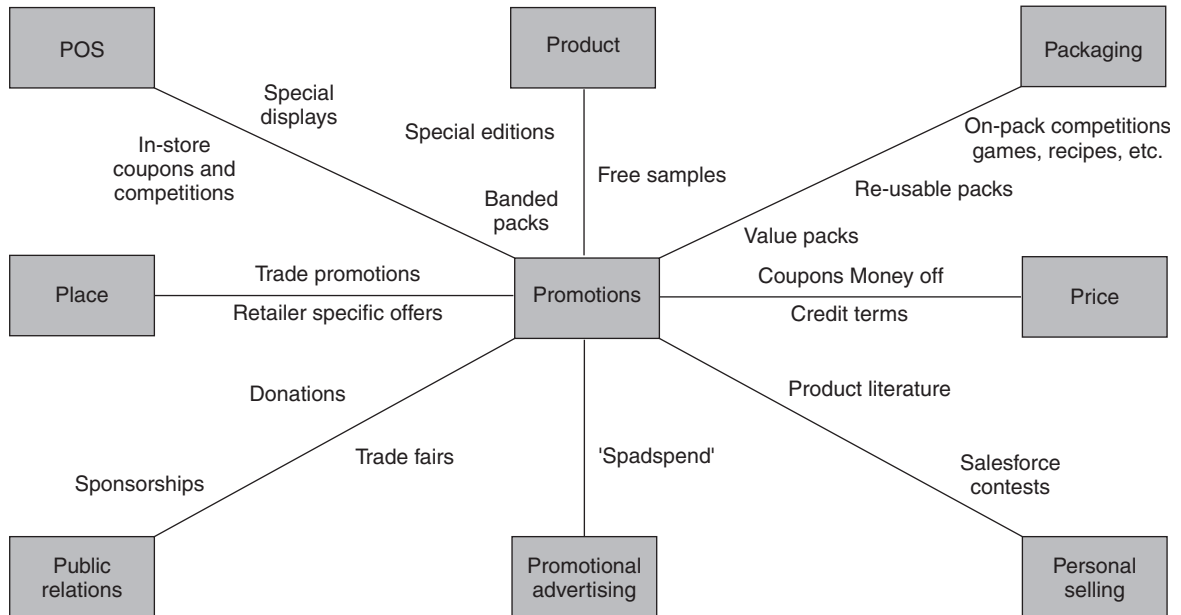 POS
Product
Packaging
Special
displays
In-store
coupons and
competitions
Special editions
Free samples
Banded
packs
On-pack competitions
games, recipes, etc.
Re-usable packs
Value packs
Place
Trade promotions
Retailer specific offers
Promotions
Coupons Money off
Credit terms
Price
Donations
Trade fairs
Sponsorships
'Spadspend'
Product literature
Salesforce
contests
Public
relations
Promotional
advertising
Personal
selling